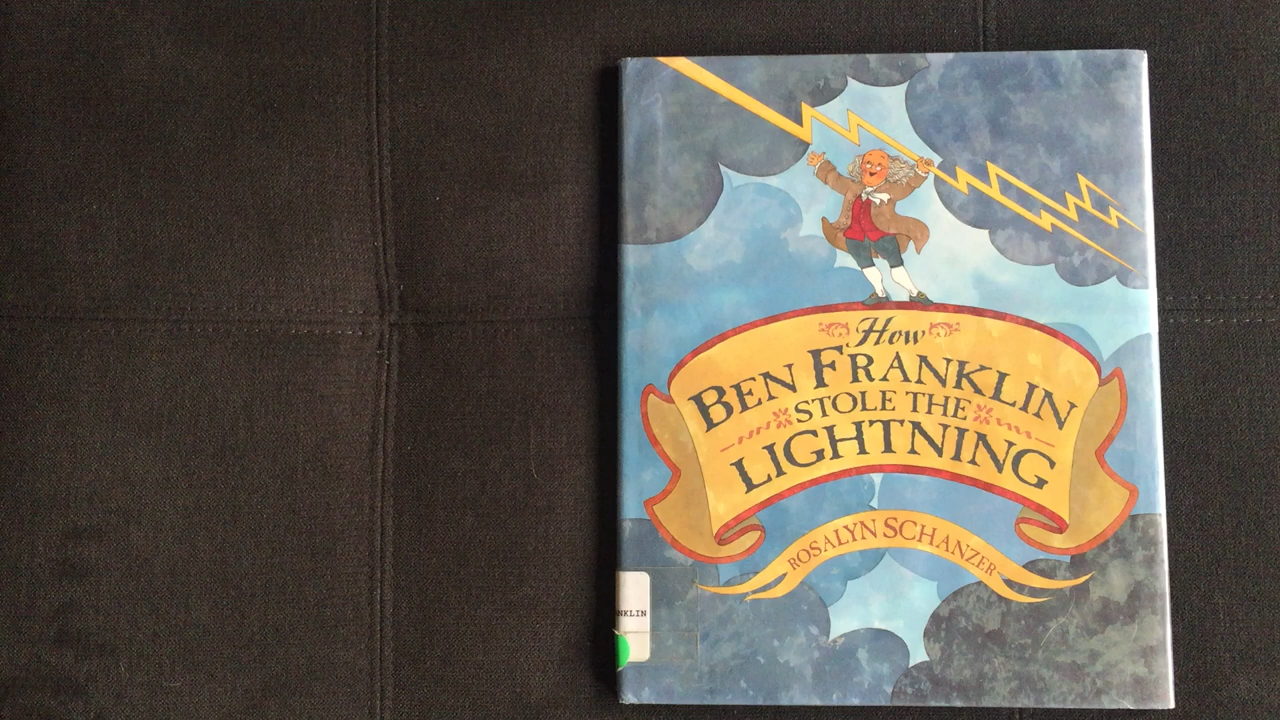 How
BEN FRANKLIN
STOLE THE
LIGHTNING
ROSALYN SCHANZER
NKLIN